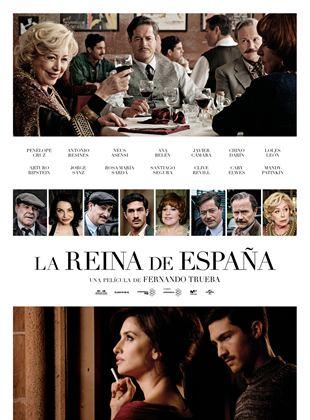 PENÉLOPE CRUZ
ANTONIO RESINES
NEUS ASENSI
ANA BELÉN
JAVIER CÁMARA
CHINO DARÍN
LOLES LEÓN
ARTURO RIPSTEIN
JORGE SANZ
ROSA MARÍA SARDÀ
SANTIAGO SEGURA
CLIVE REVILL
CARY ELWES
MANDY PATINKIN
LA REINA DE ESPAÑA
UNA PELÍCULA DE FERNANDO TRUEBA